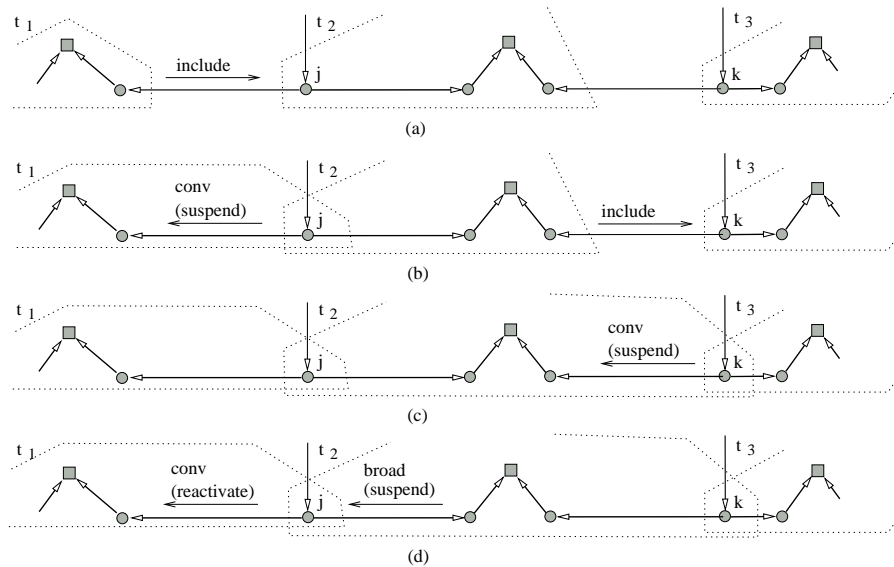 t 1
t 2
t 3
include
j
k
(a)
t 1
conv
(suspend)
t 2
include
t 3
j
k
(b)
t 1
t 2
conv
(suspend)
t 3
j
k
(c)
t 1
conv
(reactivate)
t 2
broad
(suspend)
t 3
j
k
(d)